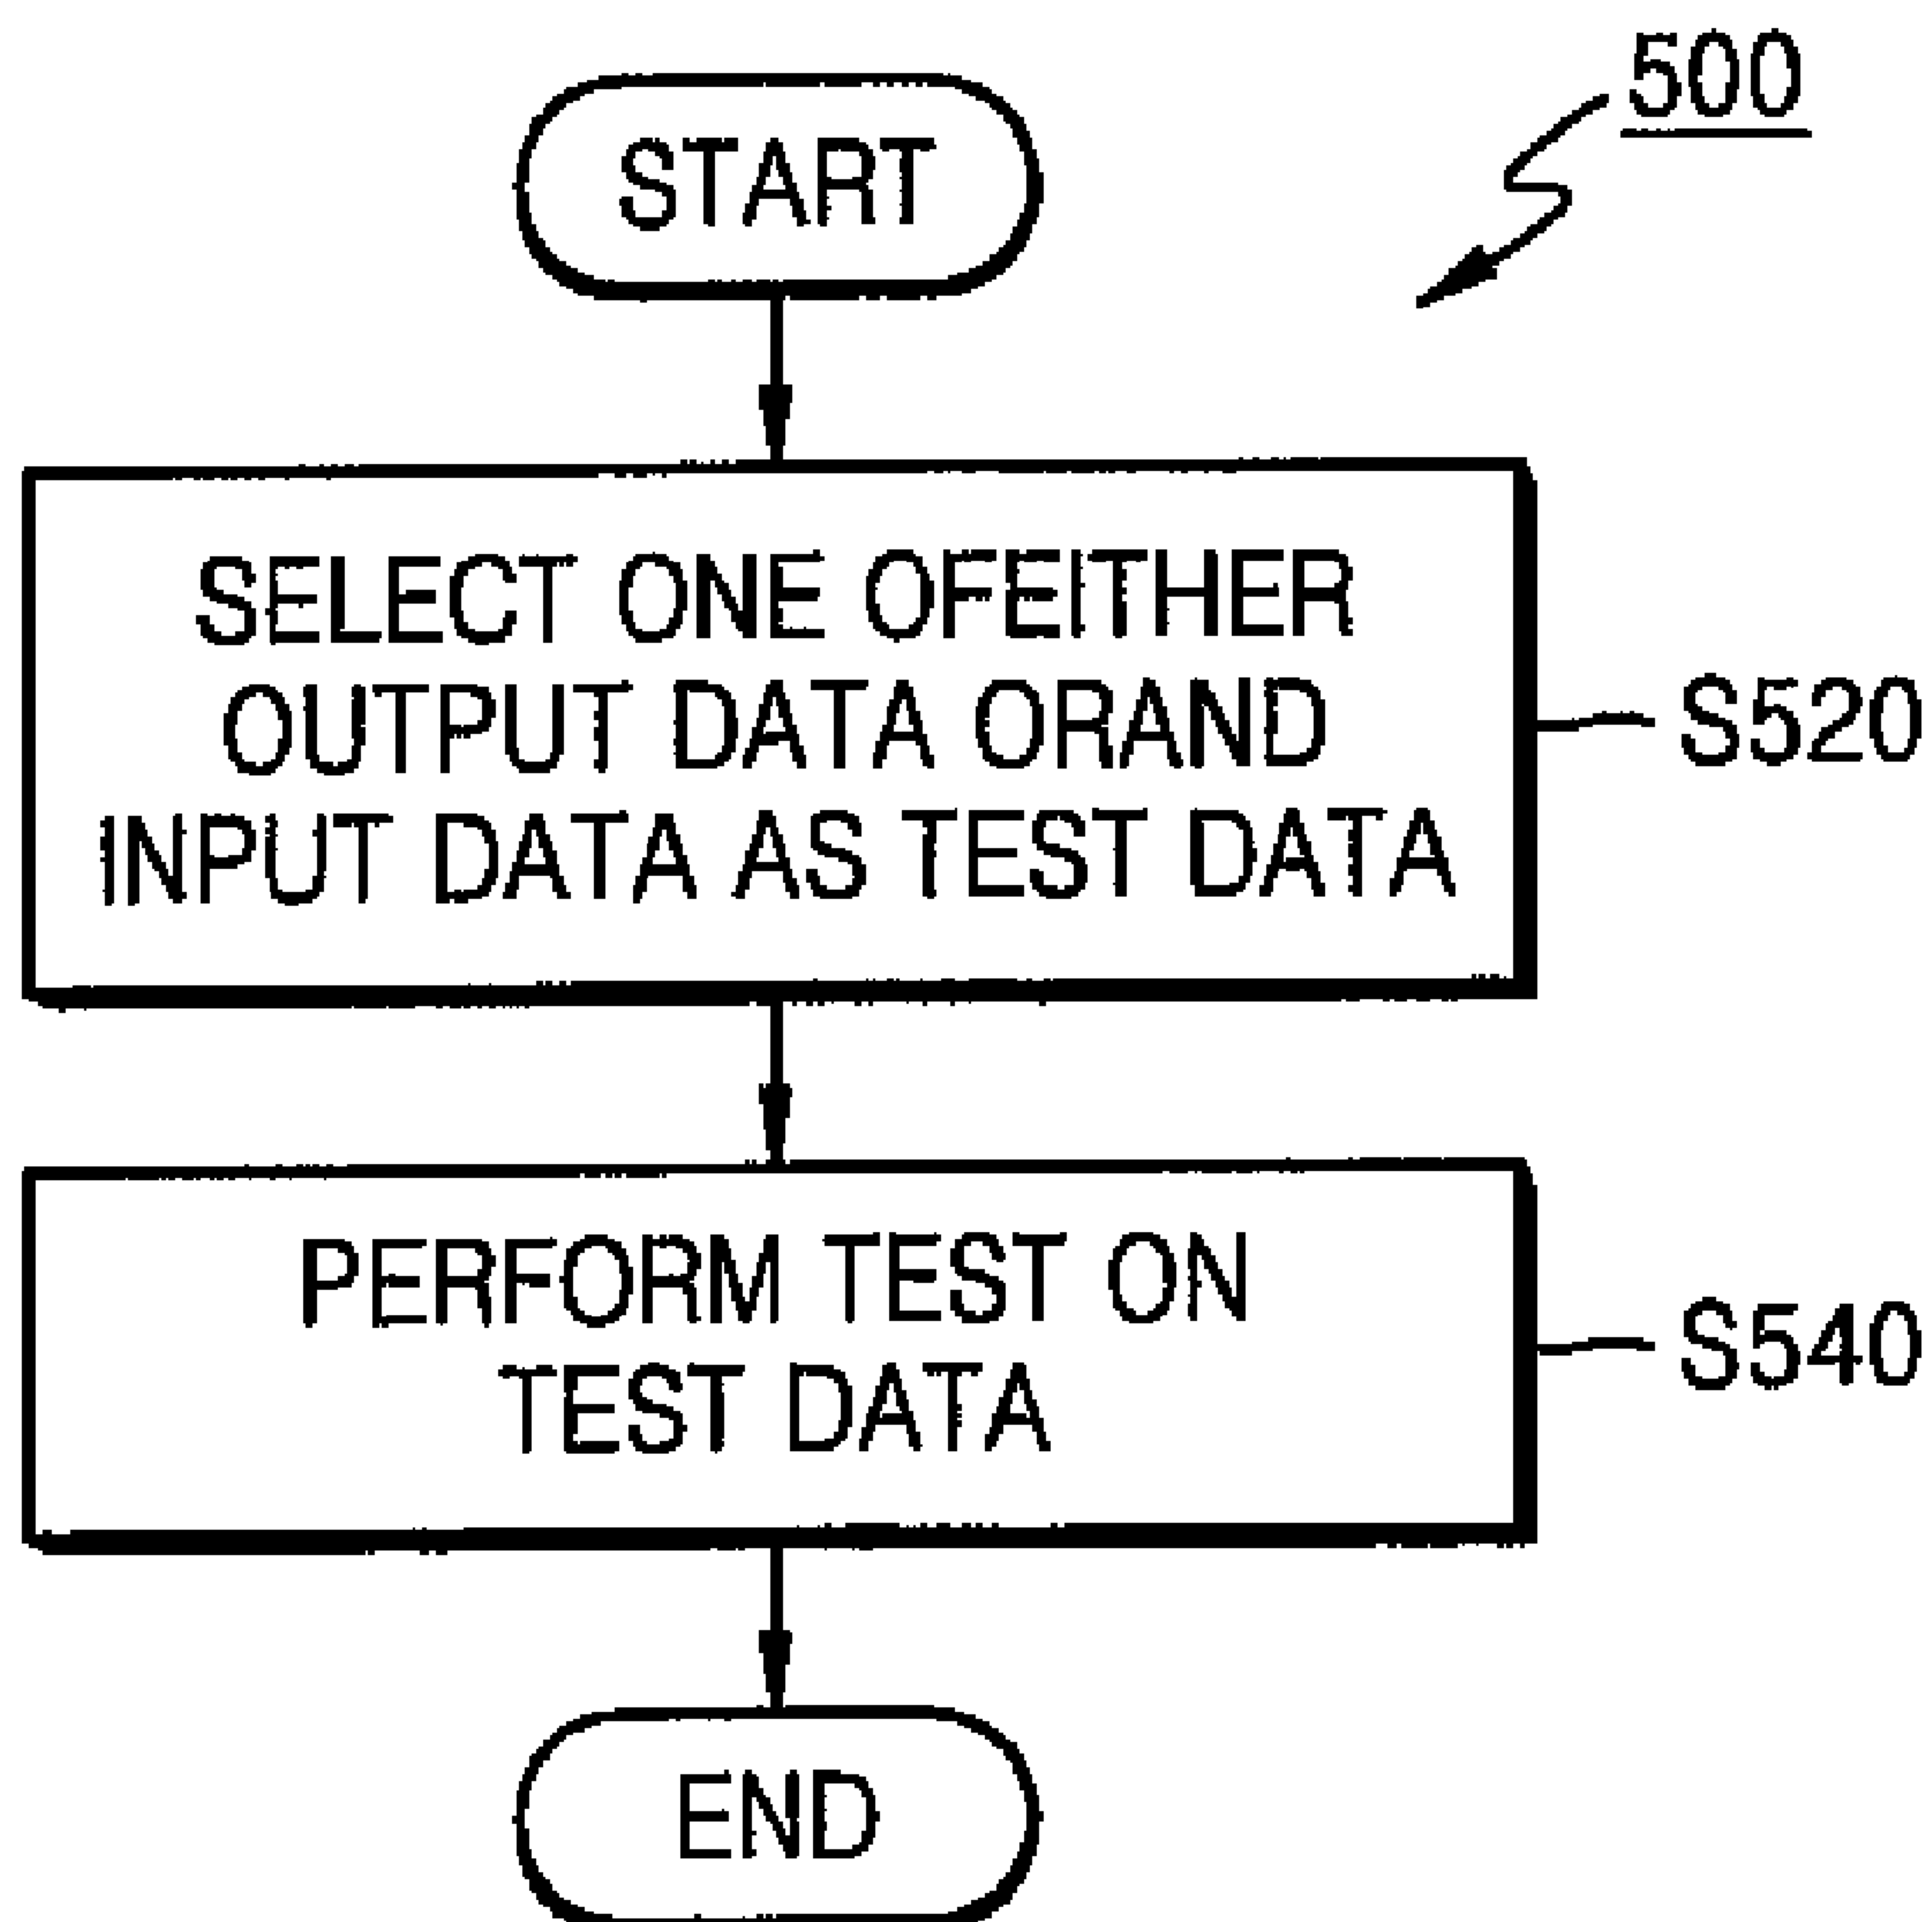 500
START
SELECT ONE OFEITHER
OUTPUT DATA ORAND
INPUT DATA AS TEST DATA
S520
PERFORM TEST ON
TEST DATA
S540
END